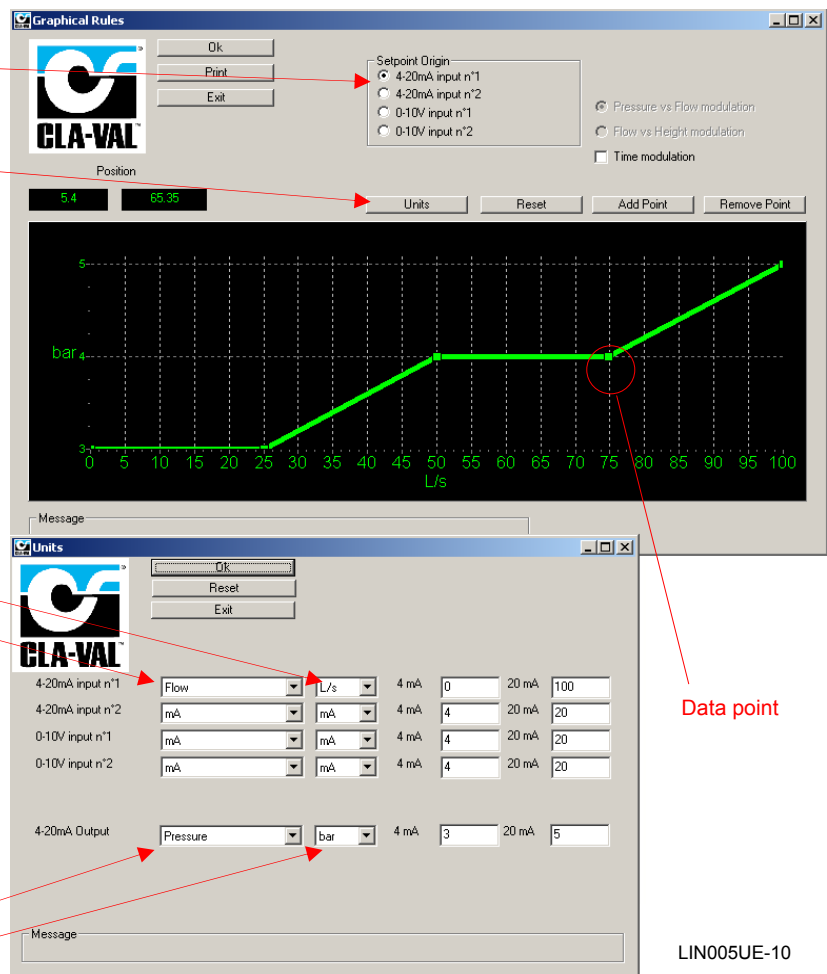 Graphical Rules
CLA-VAL™
Ok
Print
Exit
Setpoint Origin
4-20mA input n°1
4-20mA input n°2
0-10V input n°1
0-10V input n°2
Pressure vs Flow modulation
Flow vs Height modulation
Time modulation
Position
5.4 65.35
Units Reset Add Point Remove Point
5
bar 4
3
0 5 10 15 20 25 30 35 40 45 50 55 60 65 70 75 80 85 90 95 100
L/s
Message
Units
CLA-VAL™
Ok
Reset
Exit
4-20mA input n°1 Flow L/s 4 mA 0 20 mA 100
4-20mA input n°2 mA mA 4 mA 4 20 mA 20
0-10V input n°1 mA mA 4 mA 4 20 mA 20
0-10V input n°2 mA mA 4 mA 4 20 mA 20
4-20mA Output Pressure bar 4 mA 3 20 mA 5
Message
Data point
LIN005UE-10